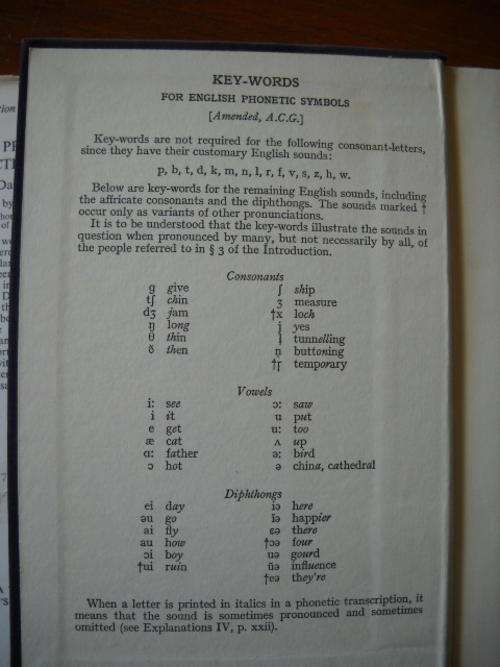 KEY-WORDS
FOR ENGLISH PHONETIC SYMBOLS
[Amended, A.C.G.]
Key-words are not required for the following consonant-letters,
since they have their customary English sounds:
p, b, t, d, k, m, n, l, r, f, v, s, z, h, w.
Below are key-words for the remaining English sounds, including
the affricate consonants and the diphthongs. The sounds marked †
occur only as variants of other pronunciations.
It is to be understood that the key-words illustrate the sounds in
question when pronounced by many, but not necessarily by all, of
the people referred to in § 3 of the Introduction.
Consonants
g give ʃ ship
tʃ chin ʒ measure
dʒ jam †x loch
ŋ long j yes
θ thin l̩ tunnelling
ð then n̩ buttoning
†r̩ temporary
Vowels
i: see ɔ: saw
i it u put
e get u: too
æ cat ʌ up
ɑ: father ə: bird
ɔ hot ə china, cathedral
Diphthongs
ei day iə here
əu go ĭə happier
ai fly ɛə there
au how †ɔə four
ɔi boy uə gourd
†ui ruin ŭə influence
†eə they're
When a letter is printed in italics in a phonetic transcription, it
means that the sound is sometimes pronounced and sometimes
omitted (see Explanations IV, p. xxii).